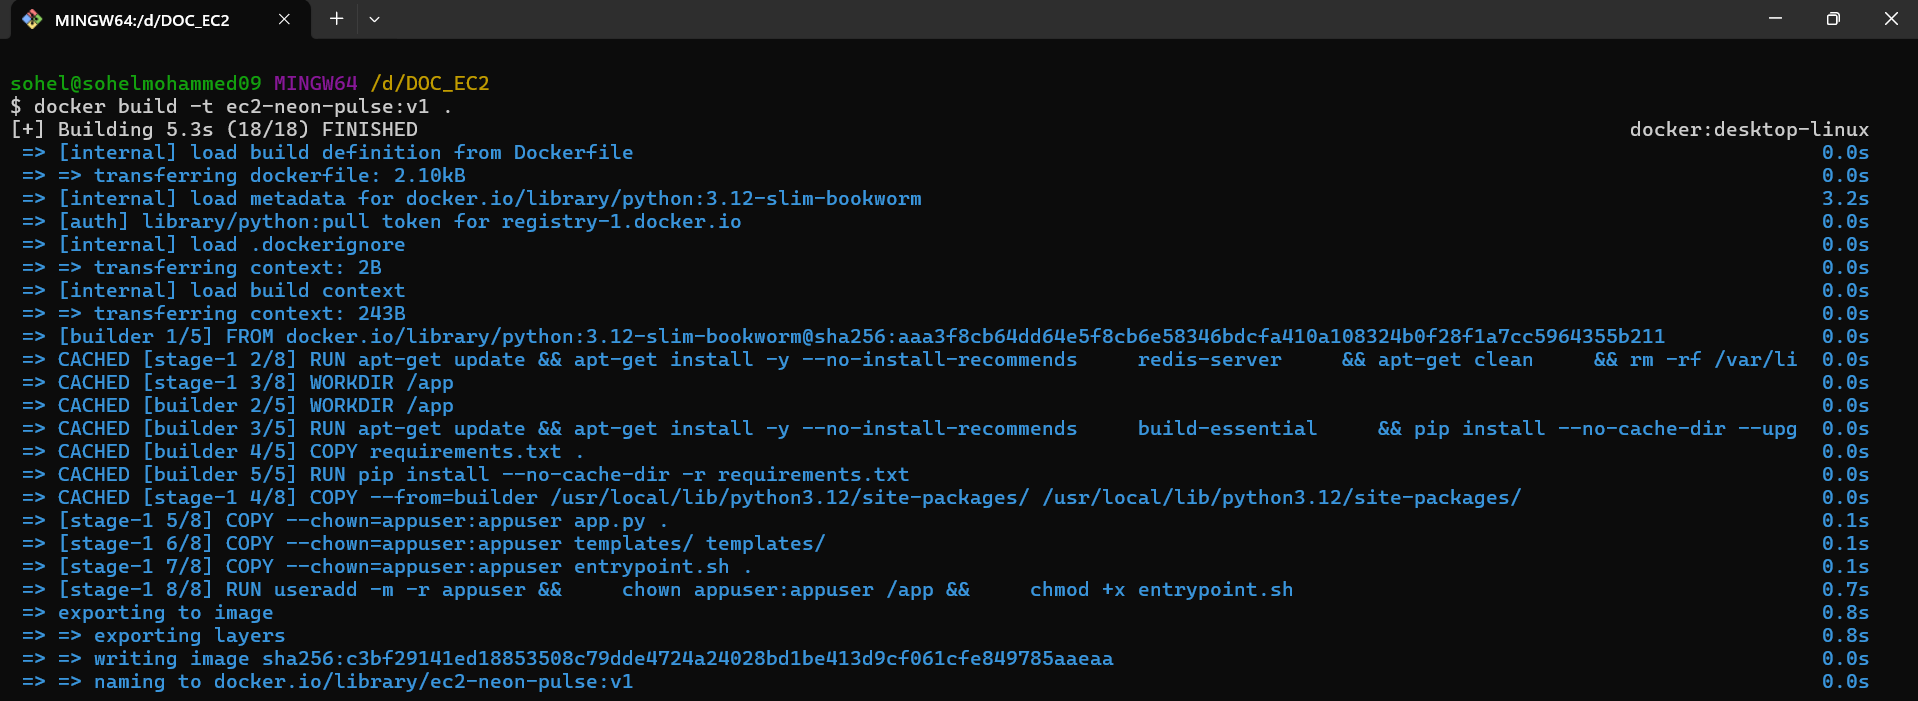 MINGW64:/d/DOC_EC2
sohel@sohelmohammed09 MINGW64 /d/DOC_EC2
$ docker build -t ec2-neon-pulse:v1 .
[+] Building 5.3s (18/18) FINISHED docker:desktop-linux
=> [internal] load build definition from Dockerfile 0.0s
=> => transferring dockerfile: 2.10kB 0.0s
=> [internal] load metadata for docker.io/library/python:3.12-slim-bookworm 3.2s
=> [auth] library/python:pull token for registry-1.docker.io 0.0s
=> [internal] load .dockerignore 0.0s
=> => transferring context: 2B 0.0s
=> [internal] load build context 0.0s
=> => transferring context: 243B 0.0s
=> [builder 1/5] FROM docker.io/library/python:3.12-slim-bookworm@sha256:aaa3f8cb64dd64e5f8cb6e58346bdcfa410a108324b0f28f1a7cc5964355b211 0.0s
=> CACHED [stage-1 2/8] RUN apt-get update && apt-get install -y --no-install-recommends     redis-server     && apt-get clean     && rm -rf /var/li 0.0s
=> CACHED [stage-1 3/8] WORKDIR /app 0.0s
=> CACHED [builder 2/5] WORKDIR /app 0.0s
=> CACHED [builder 3/5] RUN apt-get update && apt-get install -y --no-install-recommends     build-essential     && pip install --no-cache-dir --upg 0.0s
=> CACHED [builder 4/5] COPY requirements.txt . 0.0s
=> CACHED [builder 5/5] RUN pip install --no-cache-dir -r requirements.txt 0.0s
=> CACHED [stage-1 4/8] COPY --from=builder /usr/local/lib/python3.12/site-packages/ /usr/local/lib/python3.12/site-packages/ 0.0s
=> [stage-1 5/8] COPY --chown=appuser:appuser app.py . 0.1s
=> [stage-1 6/8] COPY --chown=appuser:appuser templates/ templates/ 0.1s
=> [stage-1 7/8] COPY --chown=appuser:appuser entrypoint.sh . 0.1s
=> [stage-1 8/8] RUN useradd -m -r appuser &&     chown appuser:appuser /app &&     chmod +x entrypoint.sh 0.7s
=> exporting to image 0.8s
=> => exporting layers 0.8s
=> => writing image sha256:c3bf29141ed18853508c79dde4724a24028bd1be413d9cf061cfe849785aaeaa 0.0s
=> => naming to docker.io/library/ec2-neon-pulse:v1 0.0s